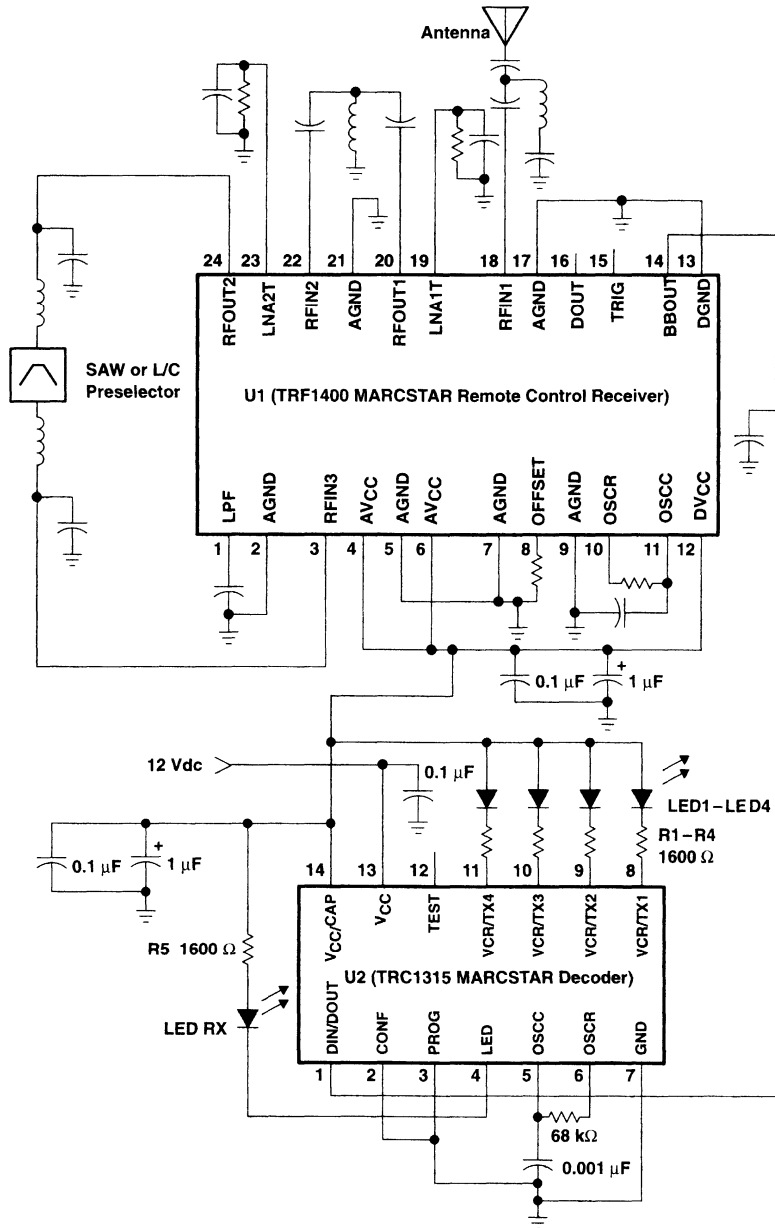 Antenna
24 23 22 21 20 19 18 17 16 15 14 13
RFOUT2 LNA2T RFIN2 AGND RFOUT1 LNA1T RFIN1 AGND DOUT TRIG BBOUT DGND
SAW or L/C
Preselector
U1 (TRF1400 MARCSTAR Remote Control Receiver)
LPF AGND RFIN3 AVCC AGND AVCC AGND OFFSET AGND OSCR OSCC DVCC
1 2 3 4 5 6 7 8 9 10 11 12
0.1 μF
+
1 μF
12 Vdc
0.1 μF
LED1–LED4
R1–R4
1600 Ω
0.1 μF
+
1 μF
14 13 12 11 10 9 8
VCC/CAP VCC TEST VCR/TX4 VCR/TX3 VCR/TX2 VCR/TX1
R5 1600 Ω
U2 (TRC1315 MARCSTAR Decoder)
LED RX
DIN/DOUT CONF PROG LED OSCC OSCR GND
1 2 3 4 5 6 7
68 kΩ
0.001 μF